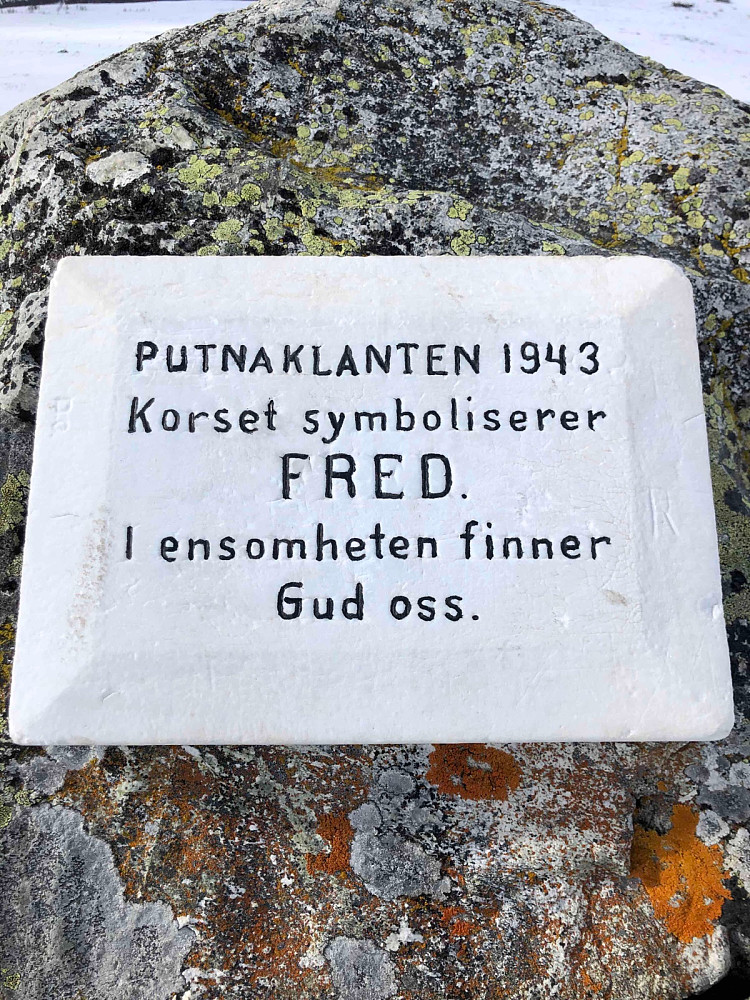 PUTNAKLANTEN 1943
Korset symboliserer
FRED.
I ensomheten finner
Gud oss.